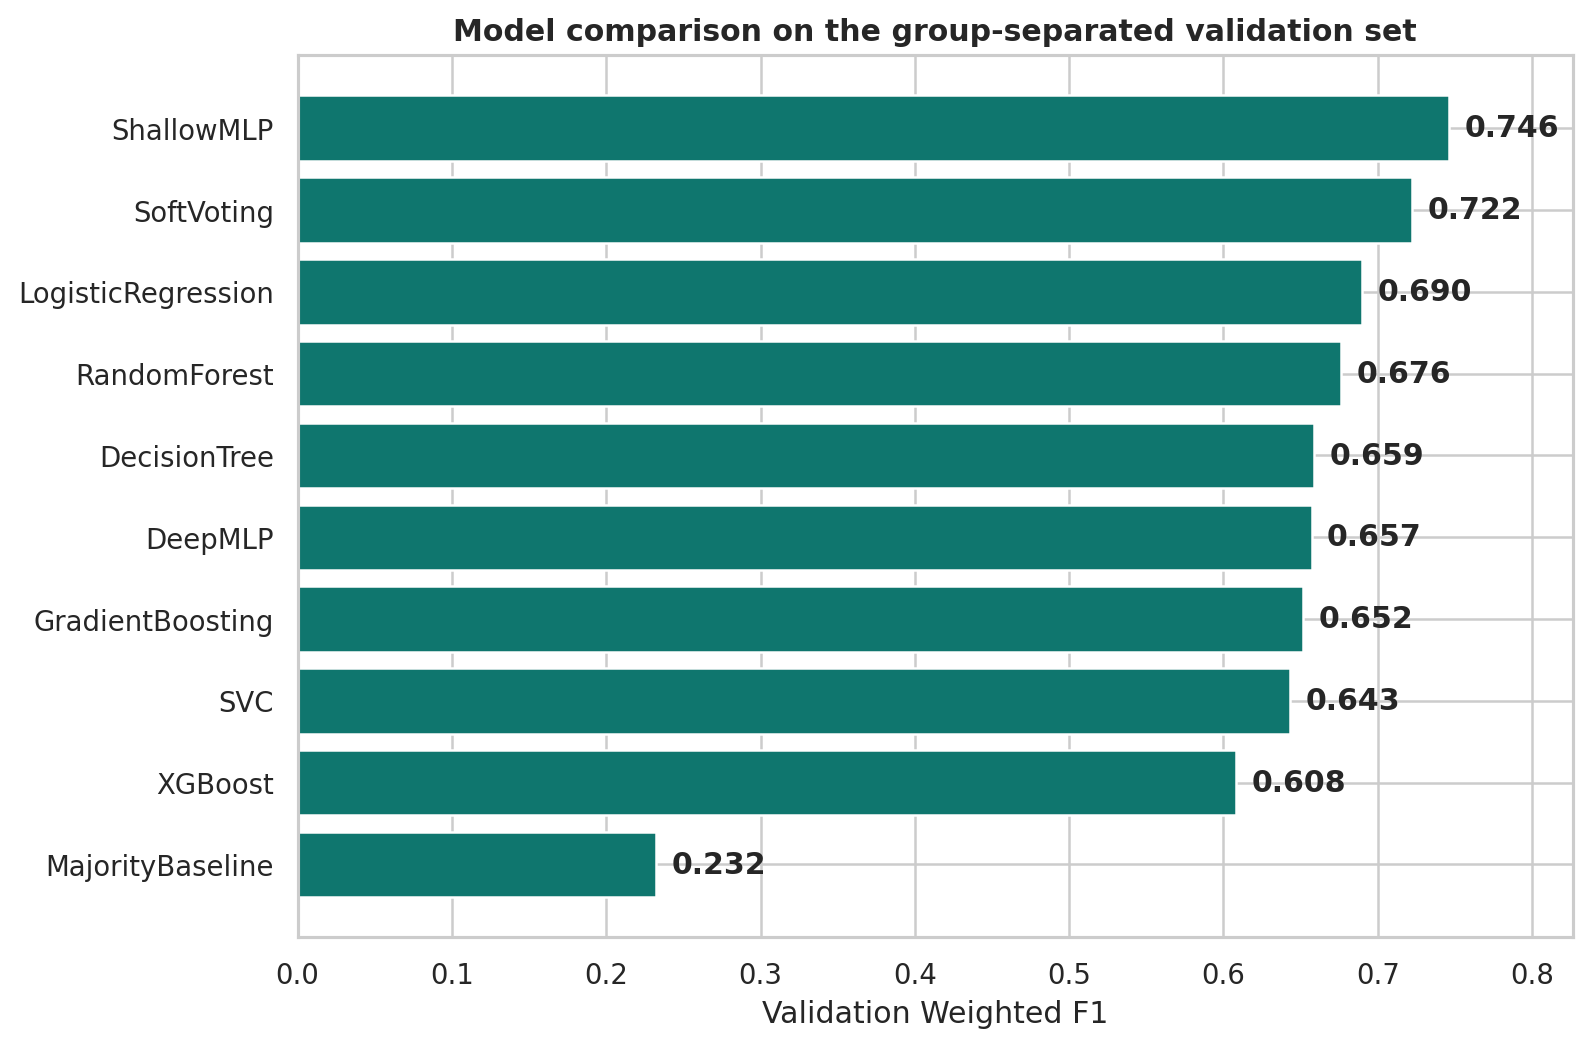 Model comparison on the group-separated validation set
ShallowMLP 0.746
SoftVoting 0.722
LogisticRegression 0.690
RandomForest 0.676
DecisionTree 0.659
DeepMLP 0.657
GradientBoosting 0.652
SVC 0.643
XGBoost 0.608
MajorityBaseline 0.232
0.0 0.1 0.2 0.3 0.4 0.5 0.6 0.7 0.8
Validation Weighted F1